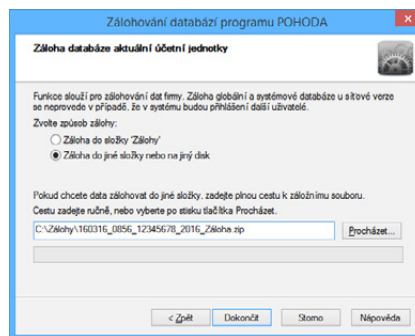 Zálohování databází programu POHODA
x
Záloha databáze aktuální účetní jednotky
Funkce slouží pro zálohování dat firmy. Záloha globální a systémové databáze u síťové verze
se neprovede v případě, že v systému budou přihlášeni další uživatelé.
Zvolte způsob zálohy:
Záloha do složky 'Zálohy'
Záloha do jiné složky nebo na jiný disk
Pokud chcete data zálohovat do jiné složky, zadejte plnou cestu k záložnímu souboru.
Cestu zadejte ručně, nebo vyberte po stisku tlačítka Procházet.
C:\Zálohy\160316_0856_12345678_2016_Záloha.zip
Procházet...
< Zpět
Dokončit
Storno
Nápověda